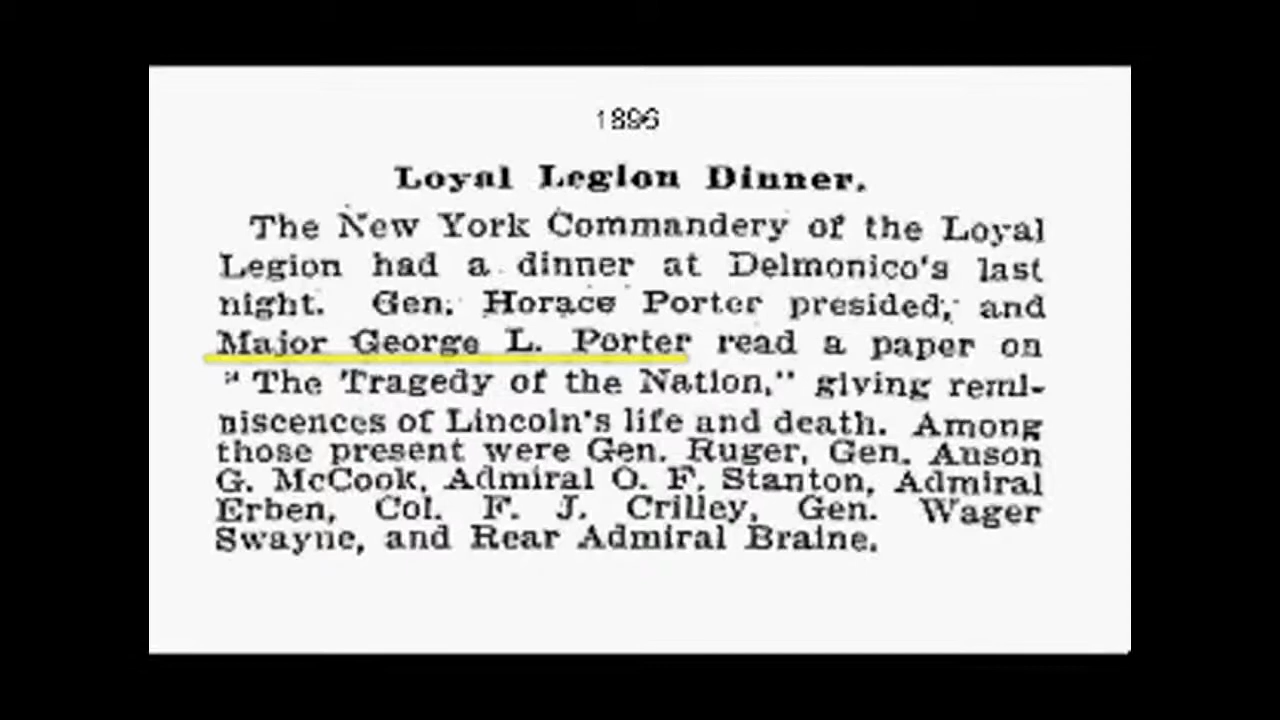 1896
Loyal Legion Dinner.
The New York Commandery of the Loyal
Legion had a dinner at Delmonico's last
night. Gen. Horace Porter presided, and
Major George L. Porter read a paper on
"The Tragedy of the Nation," giving remi-
niscences of Lincoln's life and death. Among
those present were Gen. Ruger, Gen. Anson
G. McCook, Admiral O. F. Stanton, Admiral
Erben, Col. F. J. Crilley, Gen. Wager
Swayne, and Rear Admiral Braine.